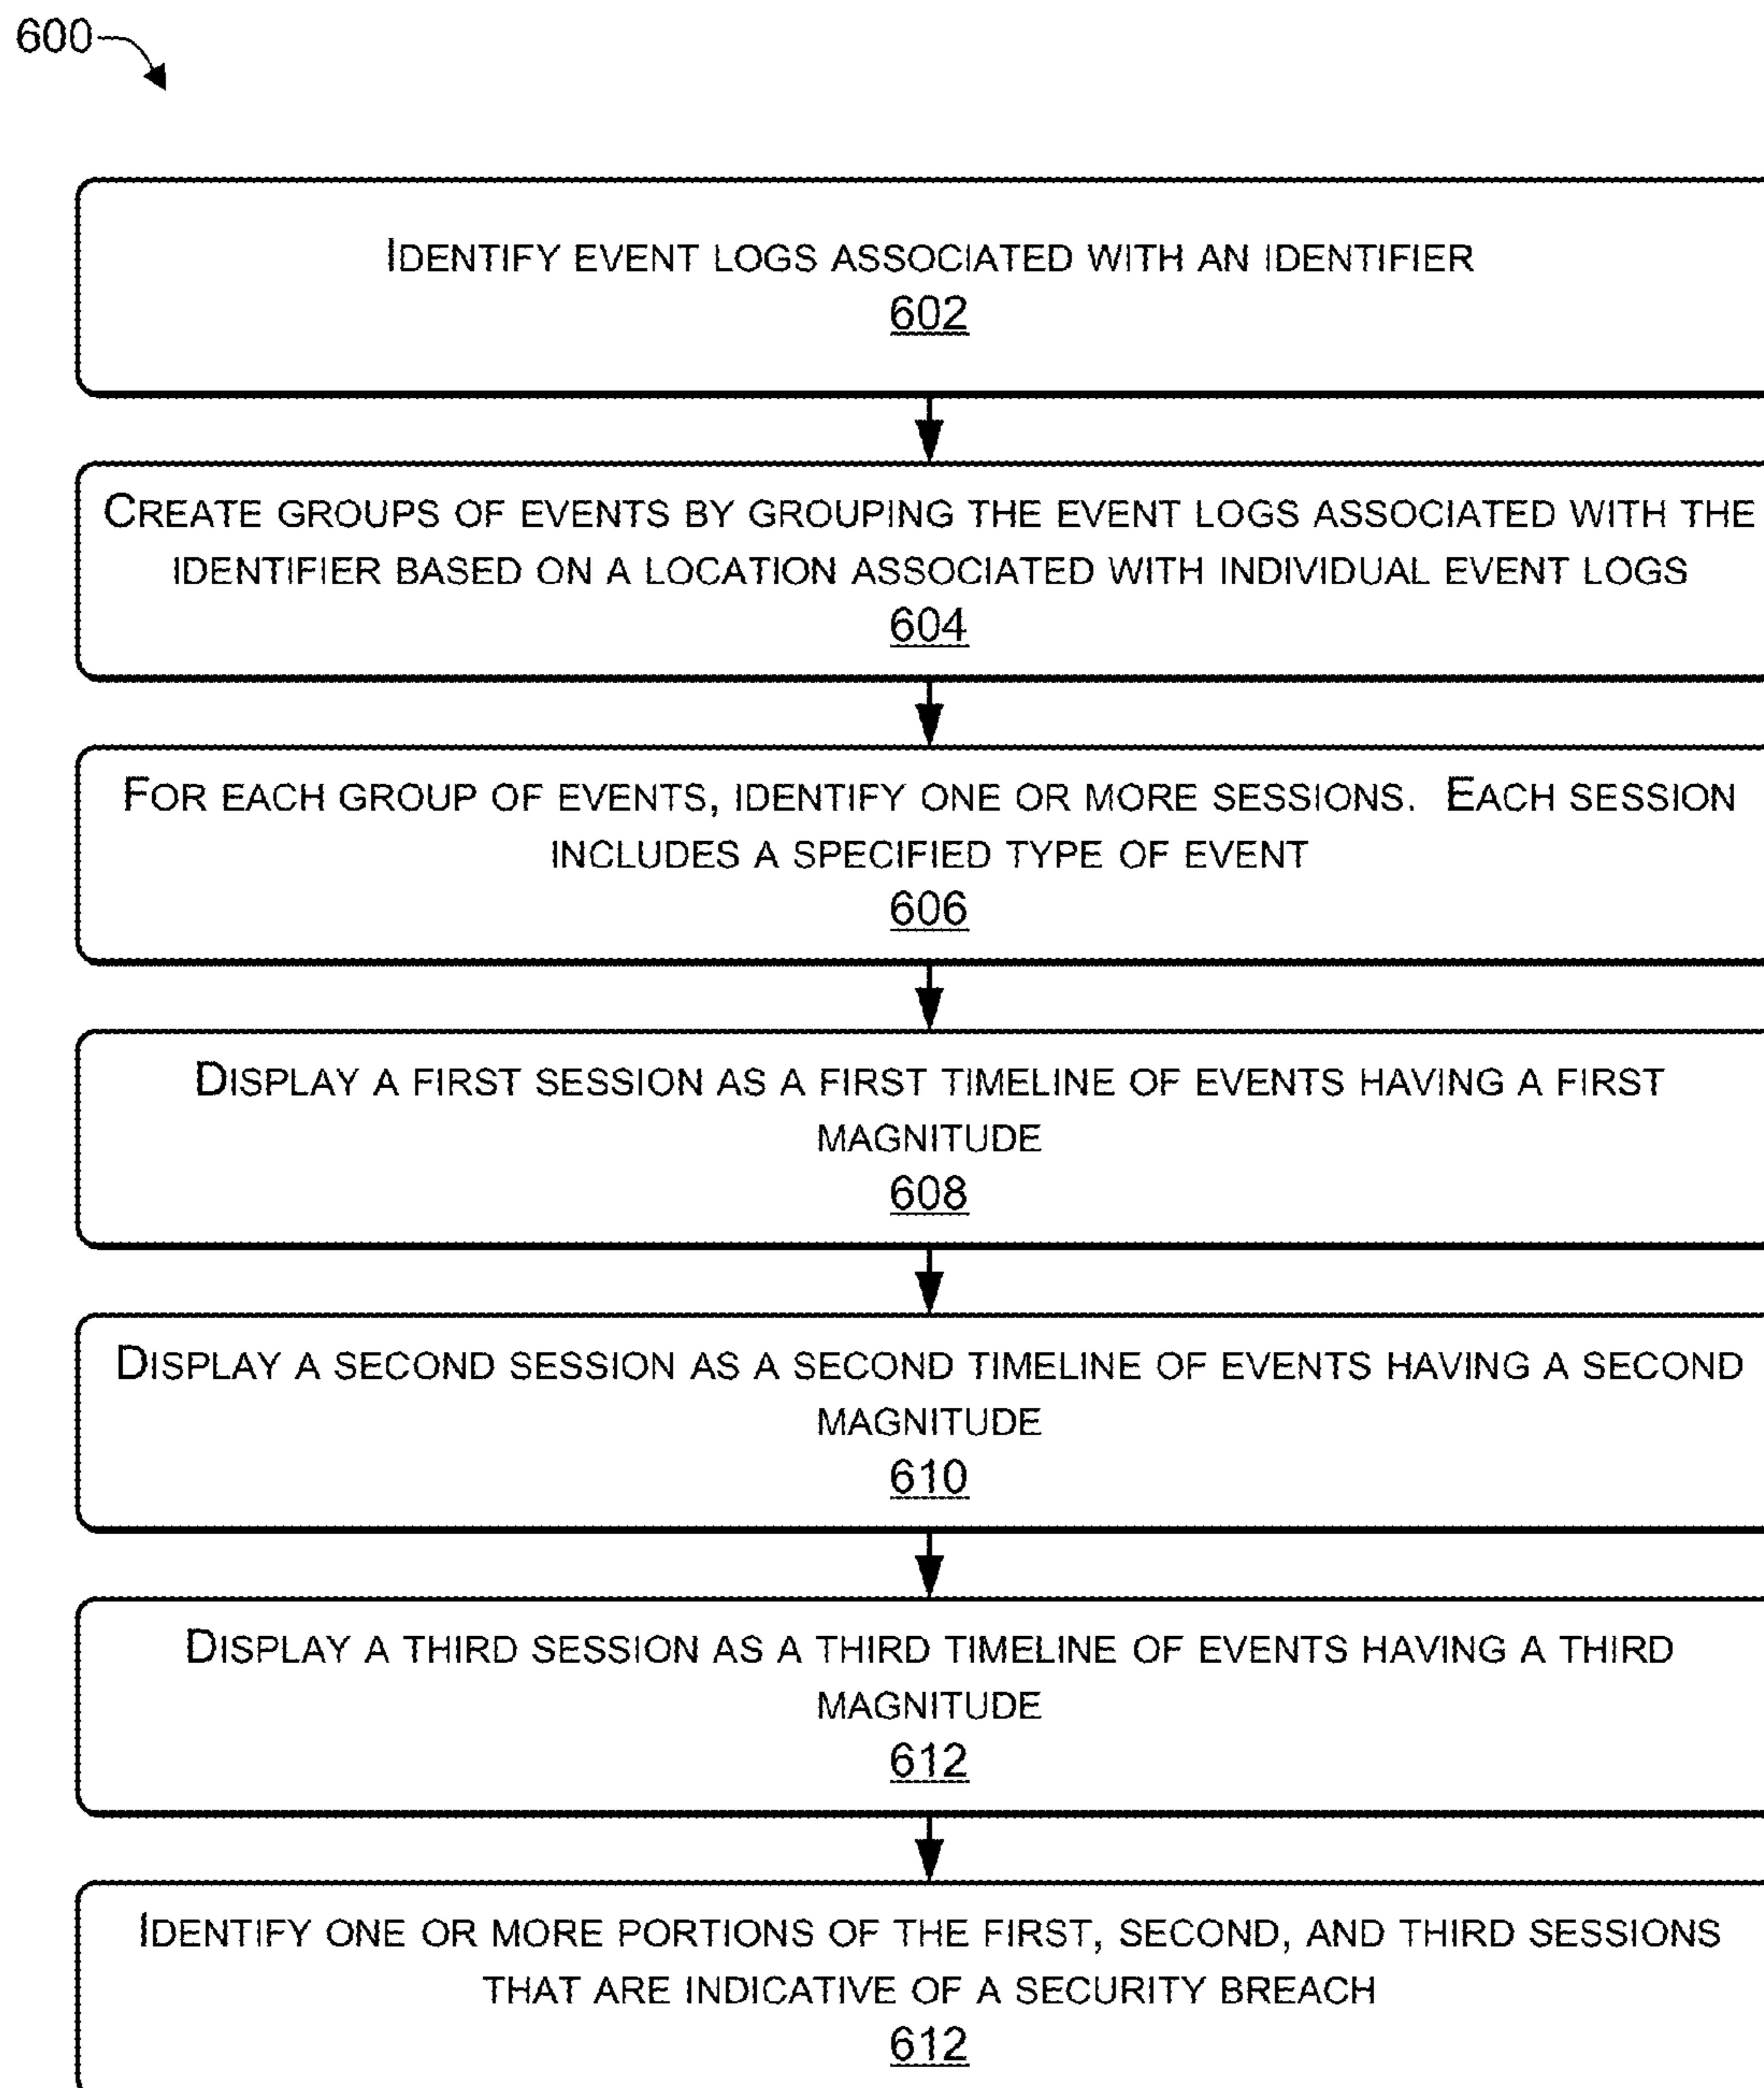 600
IDENTIFY EVENT LOGS ASSOCIATED WITH AN IDENTIFIER
602
CREATE GROUPS OF EVENTS BY GROUPING THE EVENT LOGS ASSOCIATED WITH THE
IDENTIFIER BASED ON A LOCATION ASSOCIATED WITH INDIVIDUAL EVENT LOGS
604
FOR EACH GROUP OF EVENTS, IDENTIFY ONE OR MORE SESSIONS. EACH SESSION
INCLUDES A SPECIFIED TYPE OF EVENT
606
DISPLAY A FIRST SESSION AS A FIRST TIMELINE OF EVENTS HAVING A FIRST
MAGNITUDE
608
DISPLAY A SECOND SESSION AS A SECOND TIMELINE OF EVENTS HAVING A SECOND
MAGNITUDE
610
DISPLAY A THIRD SESSION AS A THIRD TIMELINE OF EVENTS HAVING A THIRD
MAGNITUDE
612
IDENTIFY ONE OR MORE PORTIONS OF THE FIRST, SECOND, AND THIRD SESSIONS
THAT ARE INDICATIVE OF A SECURITY BREACH
612